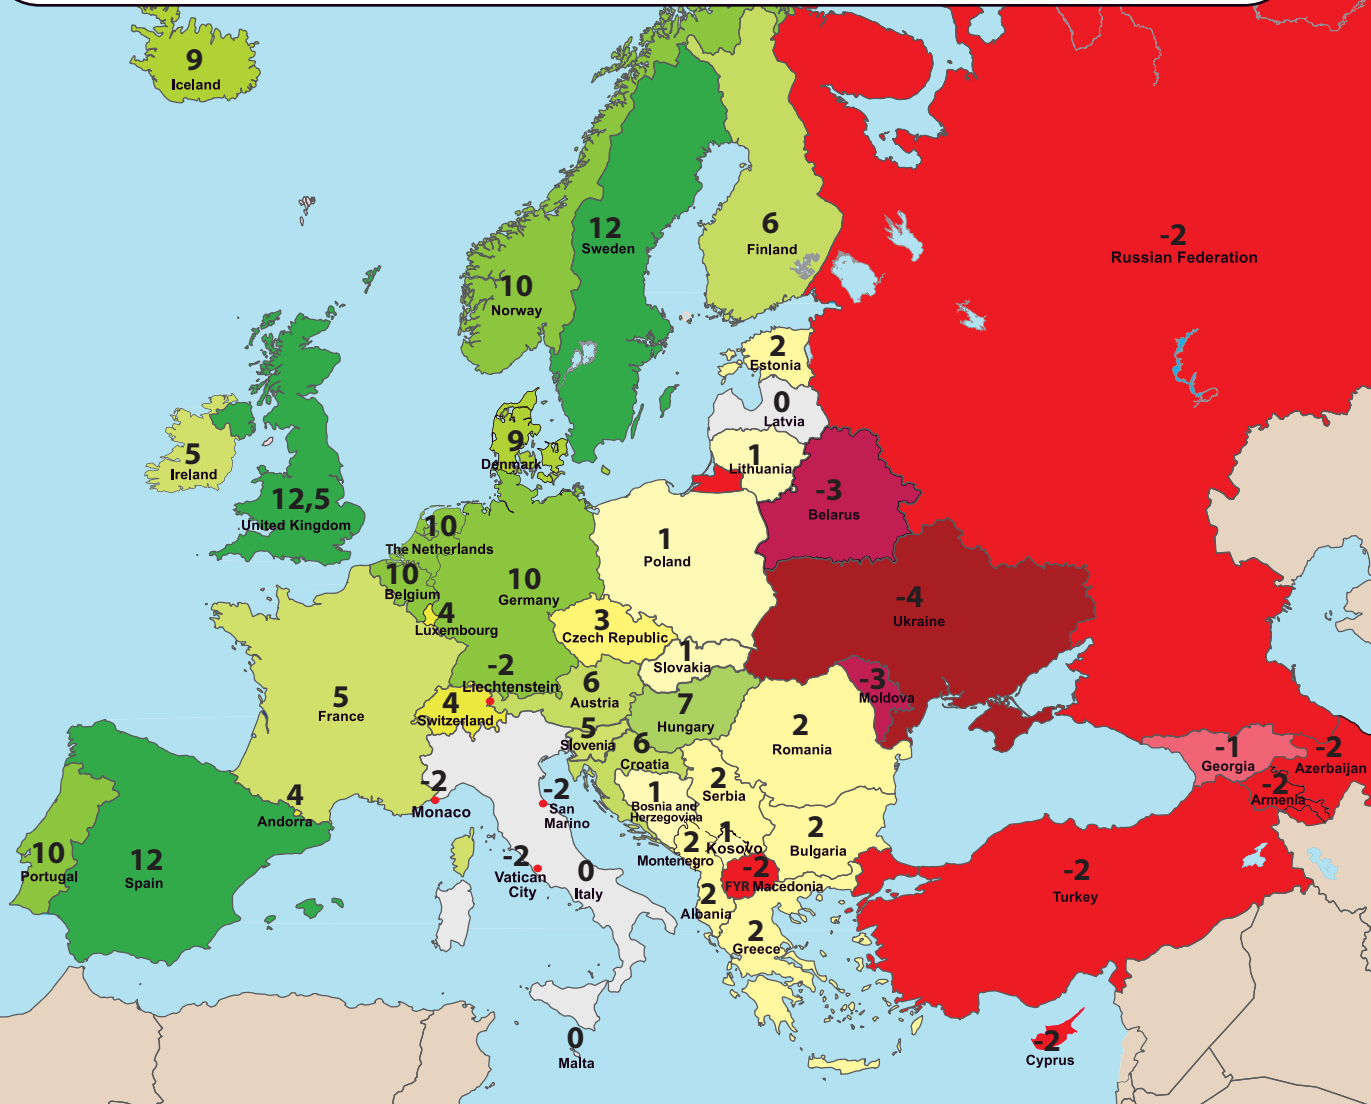 9
Iceland
12
Sweden
6
Finland
-2
Russian Federation
10
Norway
2
Estonia
0
Latvia
5
Ireland
9
Denmark
1
Lithuania
12,5
United Kingdom
-3
Belarus
10
The Netherlands
1
Poland
10
Belgium
10
Germany
-4
Ukraine
4
Luxembourg
3
Czech Republic
1
Slovakia
-2
Liechtenstein
6
Austria
-3
Moldova
5
France
4
Switzerland
7
Hungary
2
Romania
5
Slovenia
6
Croatia
-1
Georgia
-2
Azerbaijan
-2
Armenia
4
Andorra
-2
Monaco
-2
San
Marino
1
Bosnia and
Herzegovina
2
Serbia
10
Portugal
12
Spain
-2
Vatican
City
0
Italy
2
Montenegro
1
Kosovo
2
Bulgaria
-2
FYR Macedonia
-2
Turkey
2
Albania
2
Greece
0
Malta
-2
Cyprus